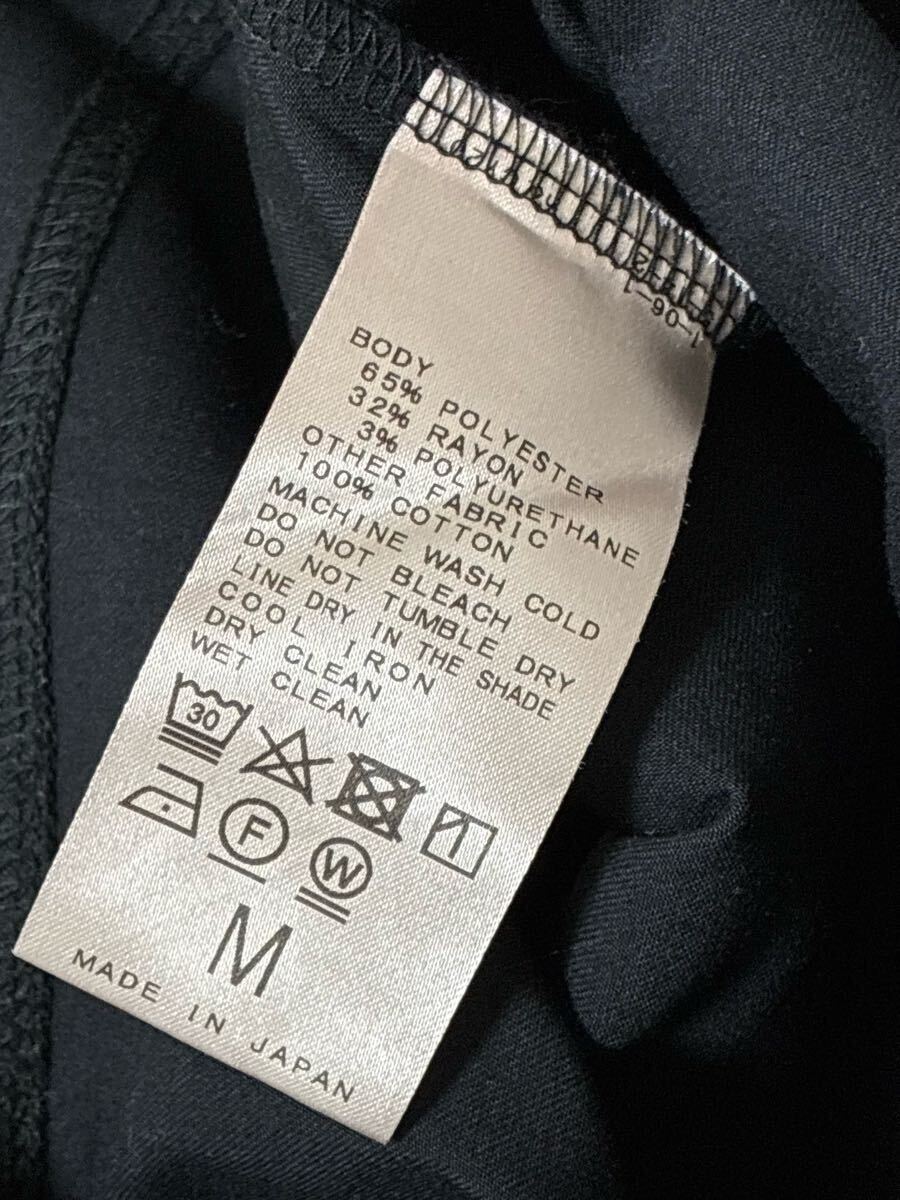 BODY
65% POLYESTER
32% RAYON
3% POLYURETHANE
OTHER FABRIC
100% COTTON
MACHINE WASH COLD
DO NOT BLEACH
DO NOT TUMBLE DRY
LINE DRY IN THE SHADE
COOL IRON
DRY CLEAN
WET CLEAN
30
F
W
M
MADE IN JAPAN